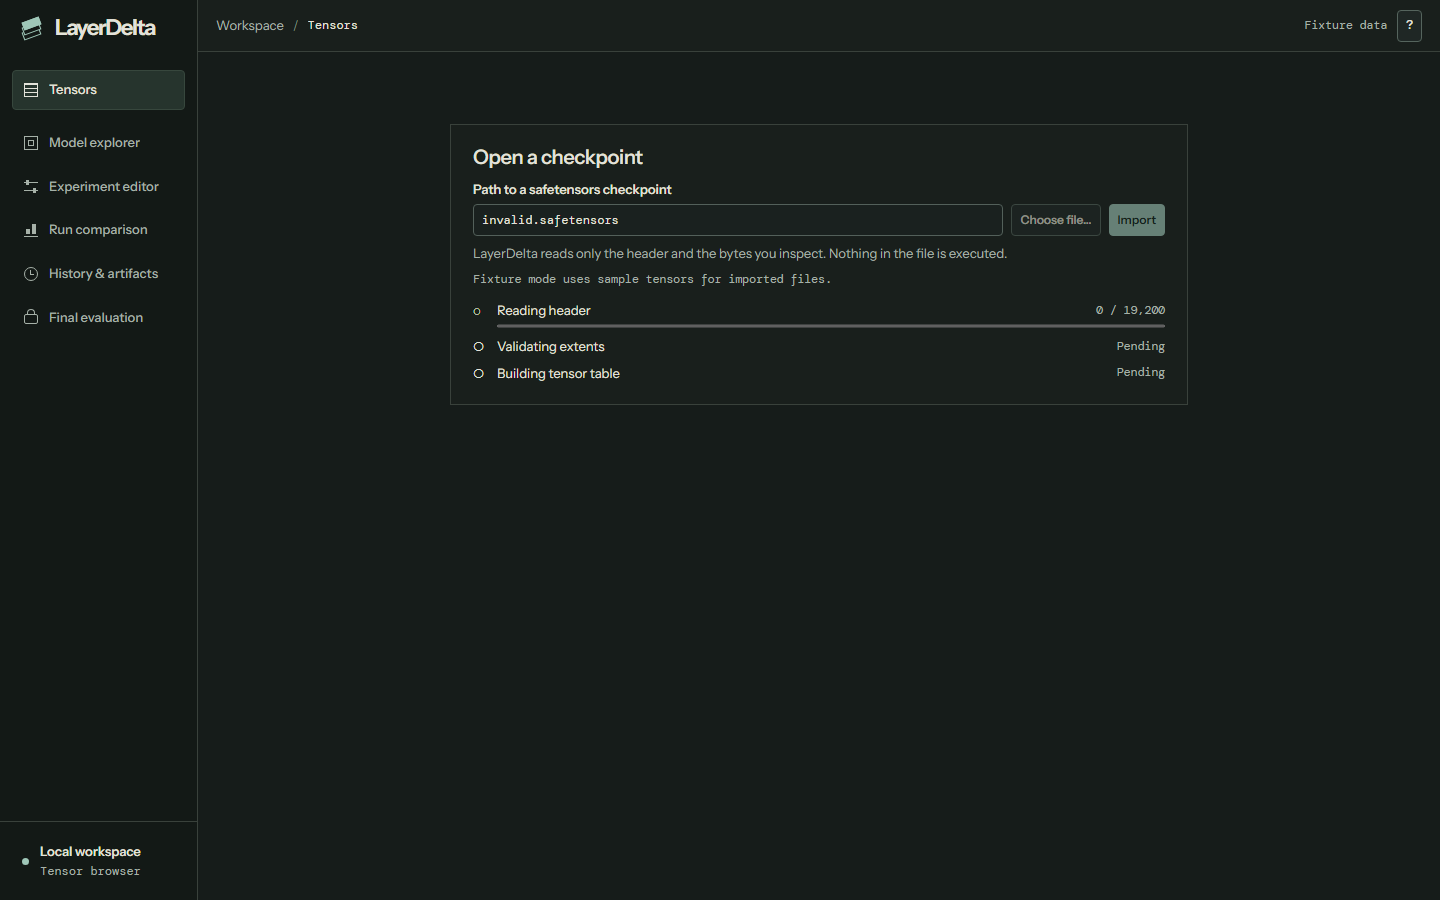 LayerDelta
Workspace / Tensors
Fixture data ?
Tensors
Model explorer
Experiment editor
Run comparison
History & artifacts
Final evaluation
Open a checkpoint
Path to a safetensors checkpoint
invalid.safetensors Choose file... Import
LayerDelta reads only the header and the bytes you inspect. Nothing in the file is executed.
Fixture mode uses sample tensors for imported files.
Reading header 0 / 19,200
Validating extents Pending
Building tensor table Pending
Local workspace
Tensor browser